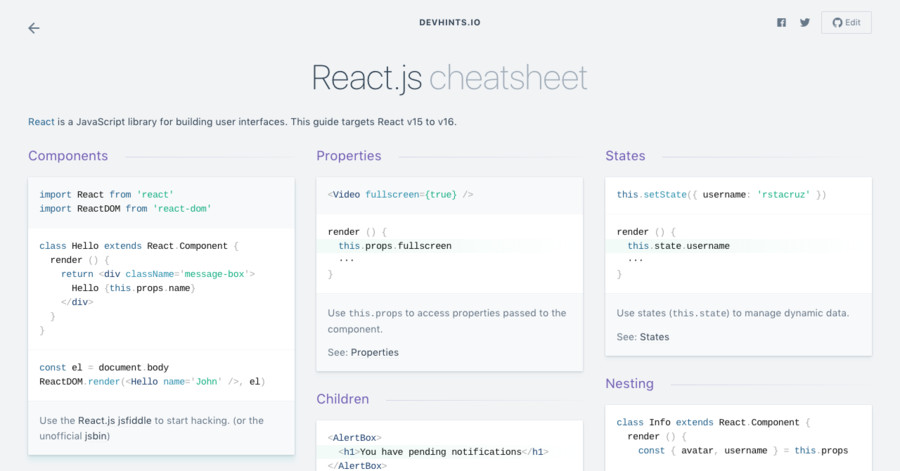 DEVHINTS.IO
Edit
React.js cheatsheet
React is a JavaScript library for building user interfaces. This guide targets React v15 to v16.
Components
import React from 'react'
import ReactDOM from 'react-dom'
class Hello extends React.Component {
render () {
return <div className='message-box'>
Hello {this.props.name}
</div>
}
}
const el = document.body
ReactDOM.render(<Hello name='John' />, el)
Use the React.js jsfiddle to start hacking. (or the
unofficial jsbin)
Properties
<Video fullscreen={true} />
render () {
this.props.fullscreen
...
}
Use this.props to access properties passed to the
component.
See: Properties
Children
<AlertBox>
<h1>You have pending notifications</h1>
</AlertBox>
States
this.setState({ username: 'rstacruz' })
render () {
this.state.username
...
}
Use states (this.state) to manage dynamic data.
See: States
Nesting
class Info extends React.Component {
render () {
const { avatar, username } = this.props